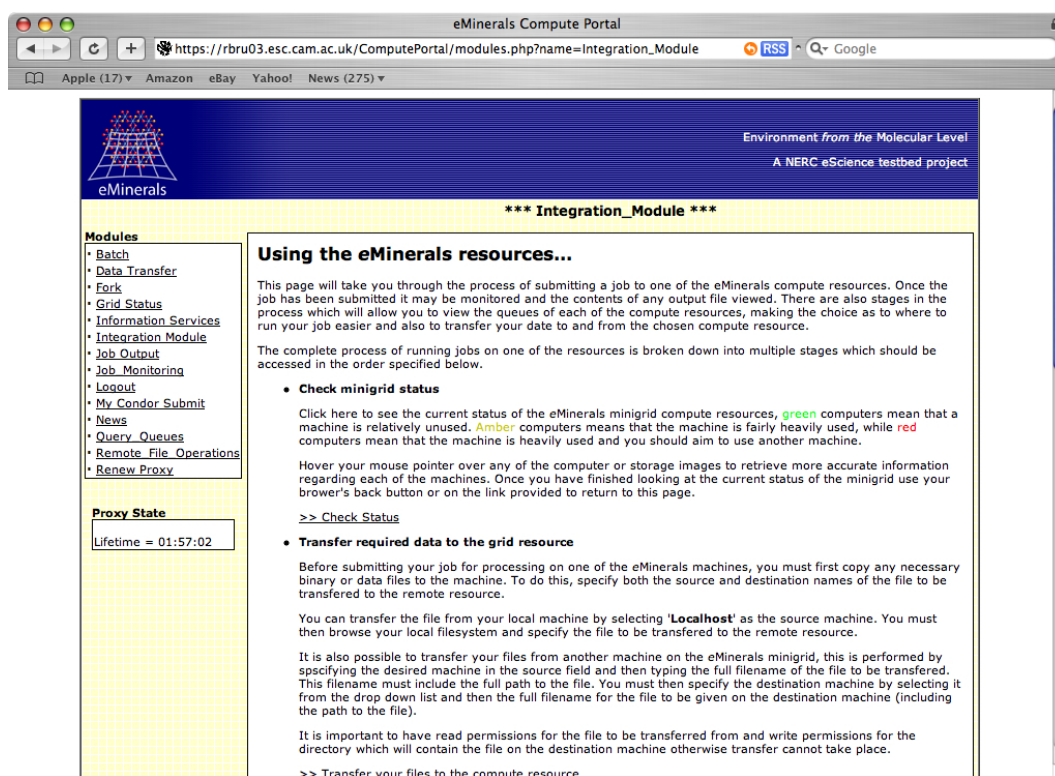 eMinerals Compute Portal
https://rbru03.esc.cam.ac.uk/ComputePortal/modules.php?name=Integration_Module
RSS
Google
Apple (17)
Amazon
eBay
Yahoo!
News (275)
Environment from the Molecular Level
A NERC eScience testbed project
eMinerals
*** Integration_Module ***
Modules
Batch
Data Transfer
Fork
Grid Status
Information Services
Integration Module
Job Output
Job_Monitoring
Logout
My Condor Submit
News
Query_Queues
Remote_File_Operations
Renew Proxy
Proxy State
Lifetime = 01:57:02
Using the eMinerals resources...
This page will take you through the process of submitting a job to one of the eMinerals compute resources. Once the
job has been submitted it may be monitored and the contents of any output file viewed. There are also stages in the
process which will allow you to view the queues of each of the compute resources, making the choice as to where to
run your job easier and also to transfer your date to and from the chosen compute resource.
The complete process of running jobs on one of the resources is broken down into multiple stages which should be
accessed in the order specified below.
• Check minigrid status
Click here to see the current status of the eMinerals minigrid compute resources, green computers mean that a
machine is relatively unused. Amber computers means that the machine is fairly heavily used, while red
computers mean that the machine is heavily used and you should aim to use another machine.
Hover your mouse pointer over any of the computer or storage images to retrieve more accurate information
regarding each of the machines. Once you have finished looking at the current status of the minigrid use your
brower's back button or on the link provided to return to this page.
>> Check Status
• Transfer required data to the grid resource
Before submitting your job for processing on one of the eMinerals machines, you must first copy any necessary
binary or data files to the machine. To do this, specify both the source and destination names of the file to be
transfered to the remote resource.
You can transfer the file from your local machine by selecting 'Localhost' as the source machine. You must
then browse your local filesystem and specify the file to be transfered to the remote resource.
It is also possible to transfer your files from another machine on the eMinerals minigrid, this is performed by
spscifying the desired machine in the source field and then typing the full filename of the file to be transfered.
This filename must include the full path to the file. You must then specify the destination machine by selecting it
from the drop down list and then the full filename for the file to be given on the destination machine (including
the path to the file).
It is important to have read permissions for the file to be transferred from and write permissions for the
directory which will contain the file on the destination machine otherwise transfer cannot take place.
>> Transfer your files to the compute resource